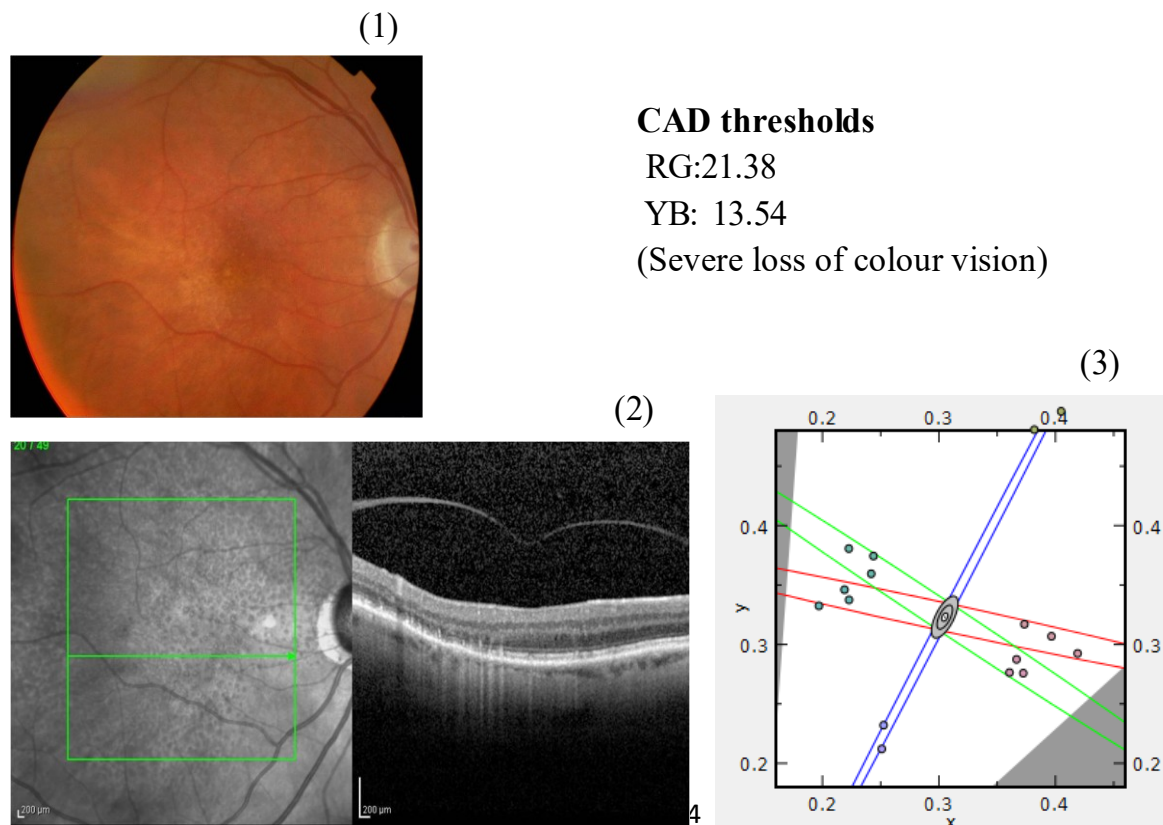 (1)
CAD thresholds
RG:21.38
YB: 13.54
(Severe loss of colour vision)
(2)
(3)
20 / 49
200 µm
200 µm
4
0.2 0.3 0.4
0.4 0.4
y
0.3 0.3
0.2 0.2
0.2 0.3 0.4
x